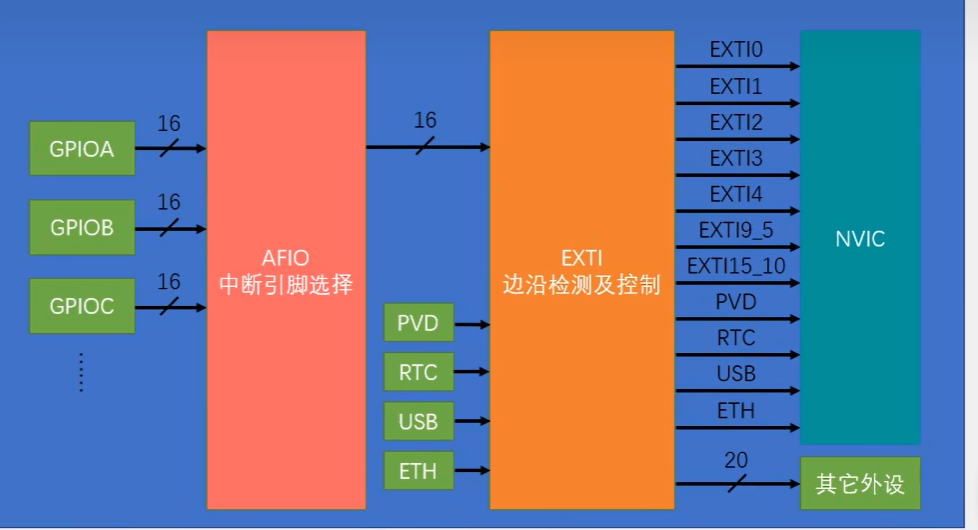 GPIOA
16
GPIOB
16
GPIOC
16
AFIO
中断引脚选择
16
PVD
RTC
USB
ETH
EXTI
边沿检测及控制
EXTI0
EXTI1
EXTI2
EXTI3
EXTI4
EXTI9_5
EXTI15_10
PVD
RTC
USB
ETH
20
NVIC
其它外设